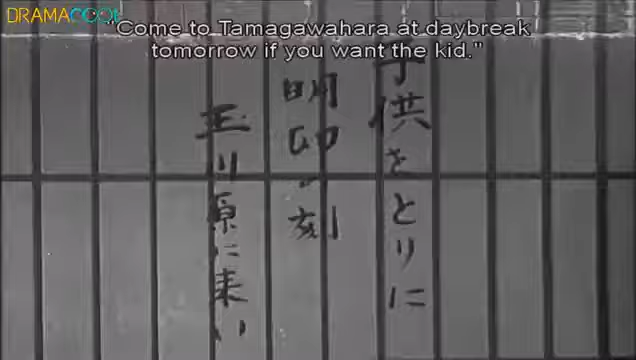 DRAMACOOL
"Come to Tamagawahara at daybreak
tomorrow if you want the kid."
子供をとりに
明卯ノ刻
玉川原に来い